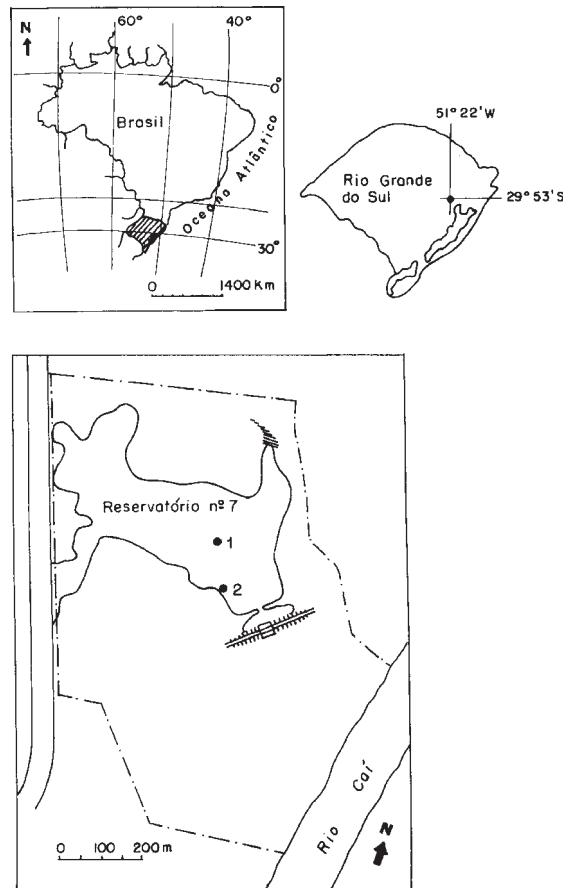 N
60°
40°
0°
Brasil
Oceano Atlântico
30°
0 1400 Km
51° 22' W
Rio Grande
do Sul
29° 53' S
Reservatório nº 7
1
2
Rio Caí
N
0 100 200 m